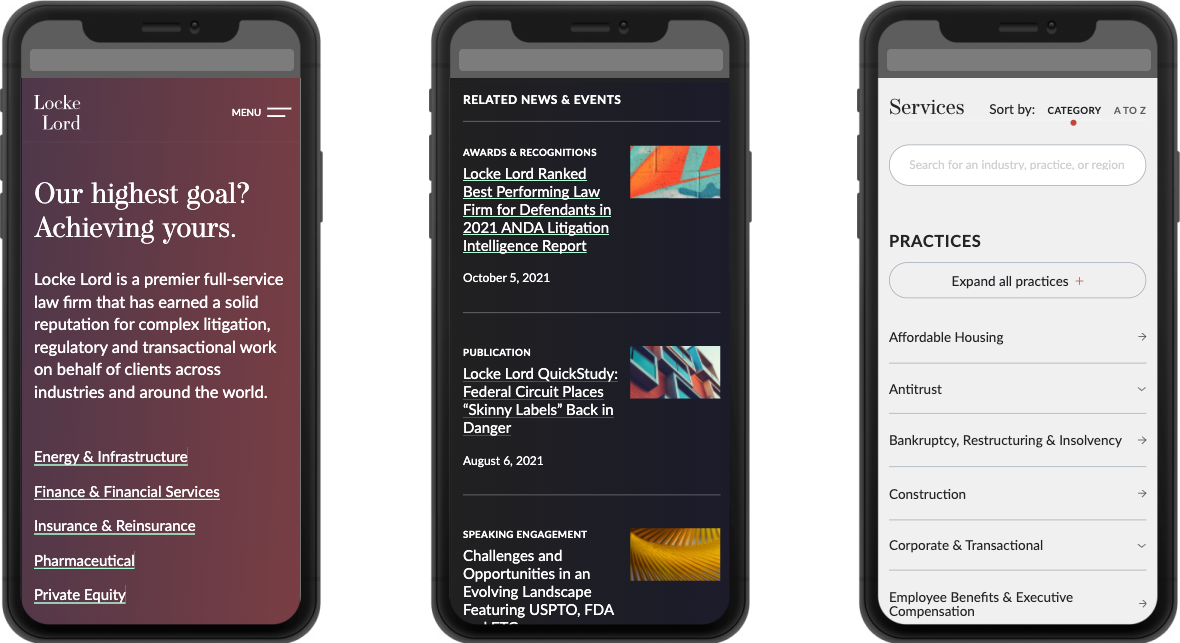 Locke
Lord
MENU
Our highest goal?
Achieving yours.
Locke Lord is a premier full-service
law firm that has earned a solid
reputation for complex litigation,
regulatory and transactional work
on behalf of clients across
industries and around the world.
Energy & Infrastructure
Finance & Financial Services
Insurance & Reinsurance
Pharmaceutical
Private Equity
RELATED NEWS & EVENTS
AWARDS & RECOGNITIONS
Locke Lord Ranked
Best Performing Law
Firm for Defendants in
2021 ANDA Litigation
Intelligence Report
October 5, 2021
PUBLICATION
Locke Lord QuickStudy:
Federal Circuit Places
“Skinny Labels” Back in
Danger
August 6, 2021
SPEAKING ENGAGEMENT
Challenges and
Opportunities in an
Evolving Landscape
Featuring USPTO, FDA
Services Sort by: CATEGORY A TO Z
Search for an industry, practice, or region
PRACTICES
Expand all practices +
Affordable Housing
Antitrust
Bankruptcy, Restructuring & Insolvency
Construction
Corporate & Transactional
Employee Benefits & Executive
Compensation